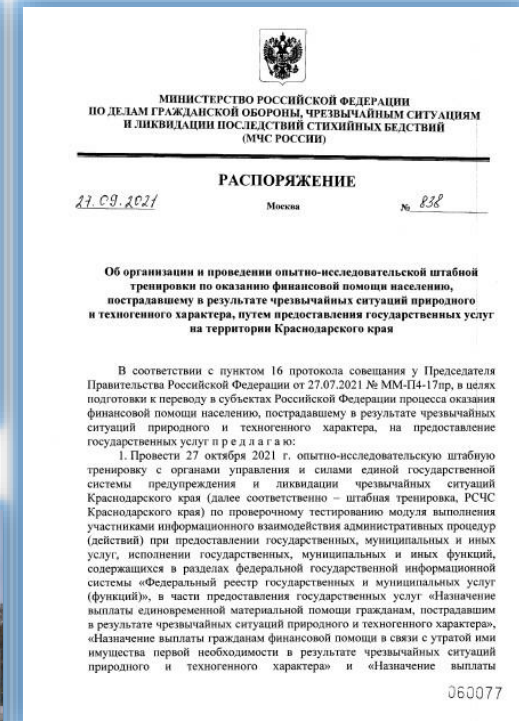 МИНИСТЕРСТВО РОССИЙСКОЙ ФЕДЕРАЦИИ
ПО ДЕЛАМ ГРАЖДАНСКОЙ ОБОРОНЫ, ЧРЕЗВЫЧАЙНЫМ СИТУАЦИЯМ
И ЛИКВИДАЦИИ ПОСЛЕДСТВИЙ СТИХИЙНЫХ БЕДСТВИЙ
(МЧС РОССИИ)
РАСПОРЯЖЕНИЕ
27.09.2021 Москва № 838
Об организации и проведении опытно-исследовательской штабной
тренировки по оказанию финансовой помощи населению,
пострадавшему в результате чрезвычайных ситуаций природного
и техногенного характера, путем предоставления государственных услуг
на территории Краснодарского края
В соответствии с пунктом 16 протокола совещания у Председателя
Правительства Российской Федерации от 27.07.2021 № ММ-П4-17пр, в целях
подготовки к переводу в субъектах Российской Федерации процесса оказания
финансовой помощи населению, пострадавшему в результате чрезвычайных
ситуаций природного и техногенного характера, на предоставление
государственных услуг п р е д л а г а ю:
1. Провести 27 октября 2021 г. опытно-исследовательскую штабную
тренировку с органами управления и силами единой государственной
системы предупреждения и ликвидации чрезвычайных ситуаций
Краснодарского края (далее соответственно – штабная тренировка, РСЧС
Краснодарского края) по проверочному тестированию модуля выполнения
участниками информационного взаимодействия административных процедур
(действий) при предоставлении государственных, муниципальных и иных
услуг, исполнении государственных, муниципальных и иных функций,
содержащихся в разделах федеральной государственной информационной
системы «Федеральный реестр государственных и муниципальных услуг
(функций)», в части предоставления государственных услуг «Назначение
выплаты единовременной материальной помощи гражданам, пострадавшим
в результате чрезвычайных ситуаций природного и техногенного характера»,
«Назначение выплаты гражданам финансовой помощи в связи с утратой ими
имущества первой необходимости в результате чрезвычайных ситуаций
природного и техногенного характера» и «Назначение выплаты
060077